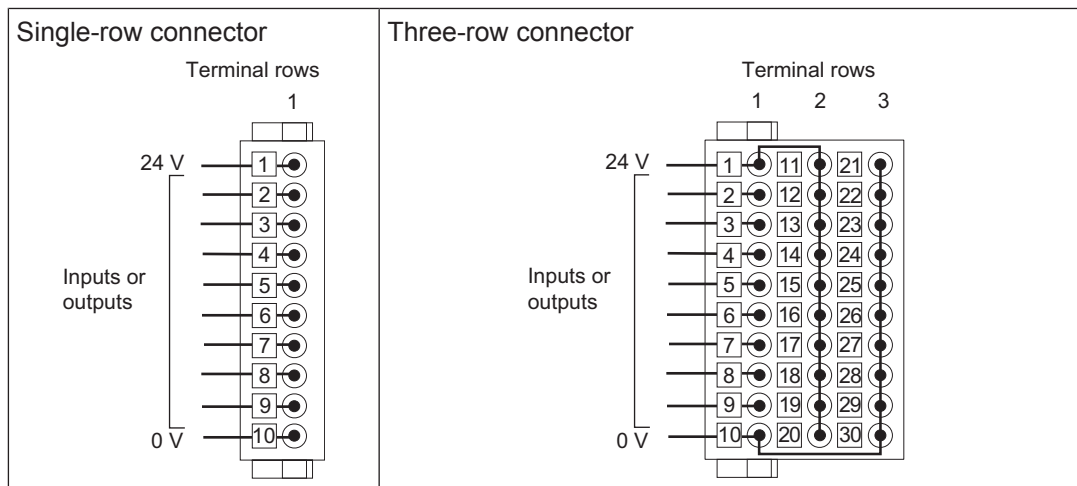 Single-row connector
Terminal rows
1
24 V
1
2
3
4
Inputs or
outputs
5
6
7
8
9
0 V
10
Three-row connector
Terminal rows
1 2 3
24 V
1 11 21
2 12 22
3 13 23
4 14 24
Inputs or
outputs
5 15 25
6 16 26
7 17 27
8 18 28
9 19 29
0 V
10 20 30